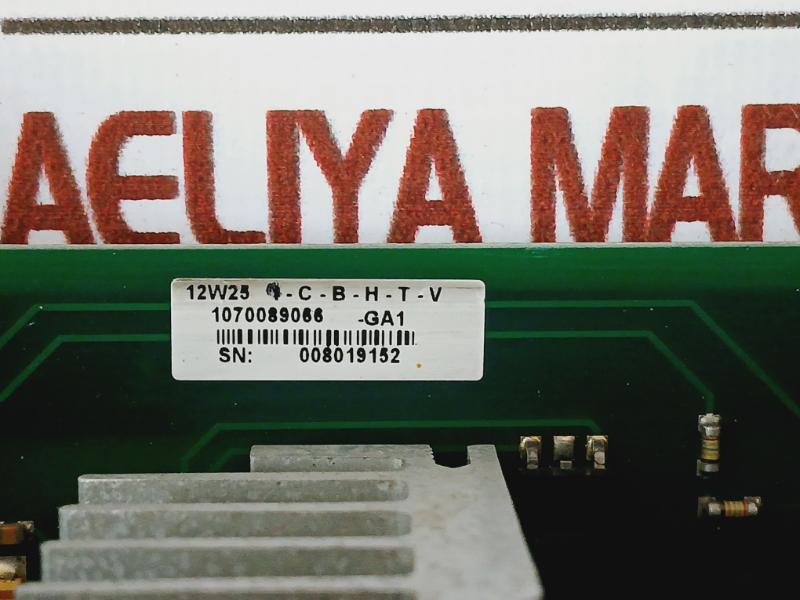 AELIYA MAR
12W25 -C-B-H-T-V
1070089066 -GA1
SN: 008019152